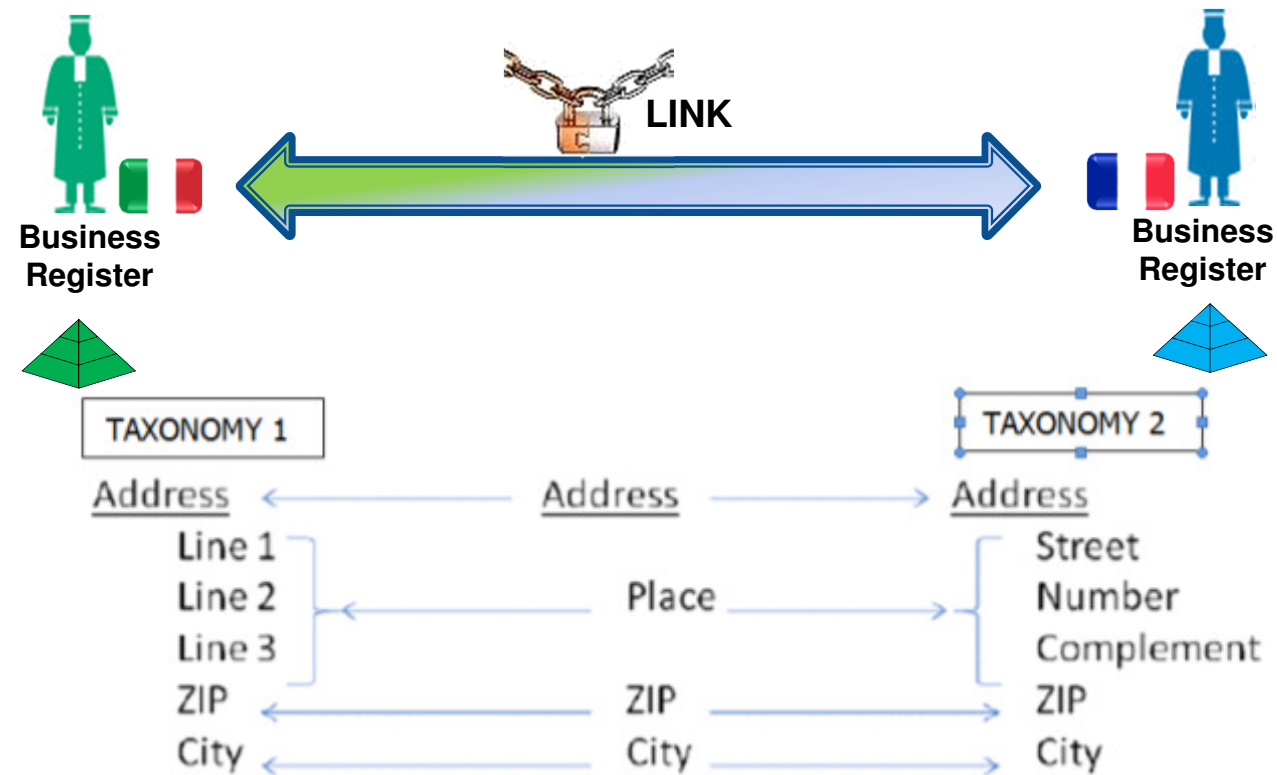 LINK
Business
Register
Business
Register
TAXONOMY 1
TAXONOMY 2
Address Address Address
Line 1 Street
Line 2 Place Number
Line 3 Complement
ZIP ZIP ZIP
City City City